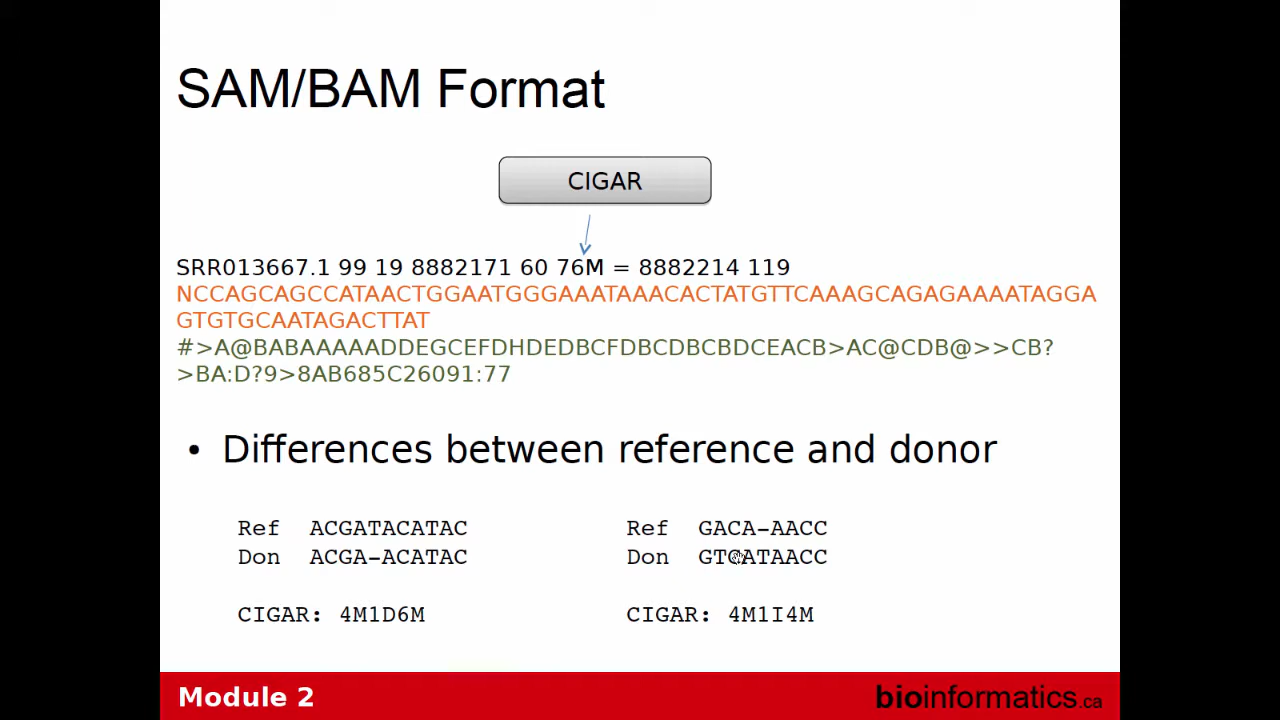 SAM/BAM Format
CIGAR
SRR013667.1 99 19 8882171 60 76M = 8882214 119
NCCAGCAGCCATAACTGGAATGGGAAATAAACACTATGTTCAAAGCAGAGAAAATAGGA
GTGTGCAATAGACTTAT
#>A@BABAAAAADDEGCEFDHDEDBCFDBCDBCBDCEACB>AC@CDB@>>CB?
>BA:D?9>8AB685C26091:77
• Differences between reference and donor
Ref ACGATACATAC
Don ACGA-ACATAC
CIGAR: 4M1D6M
Ref GACA-AACC
Don GTCATAACC
CIGAR: 4M1I4M
Module 2
bioinformatics.ca